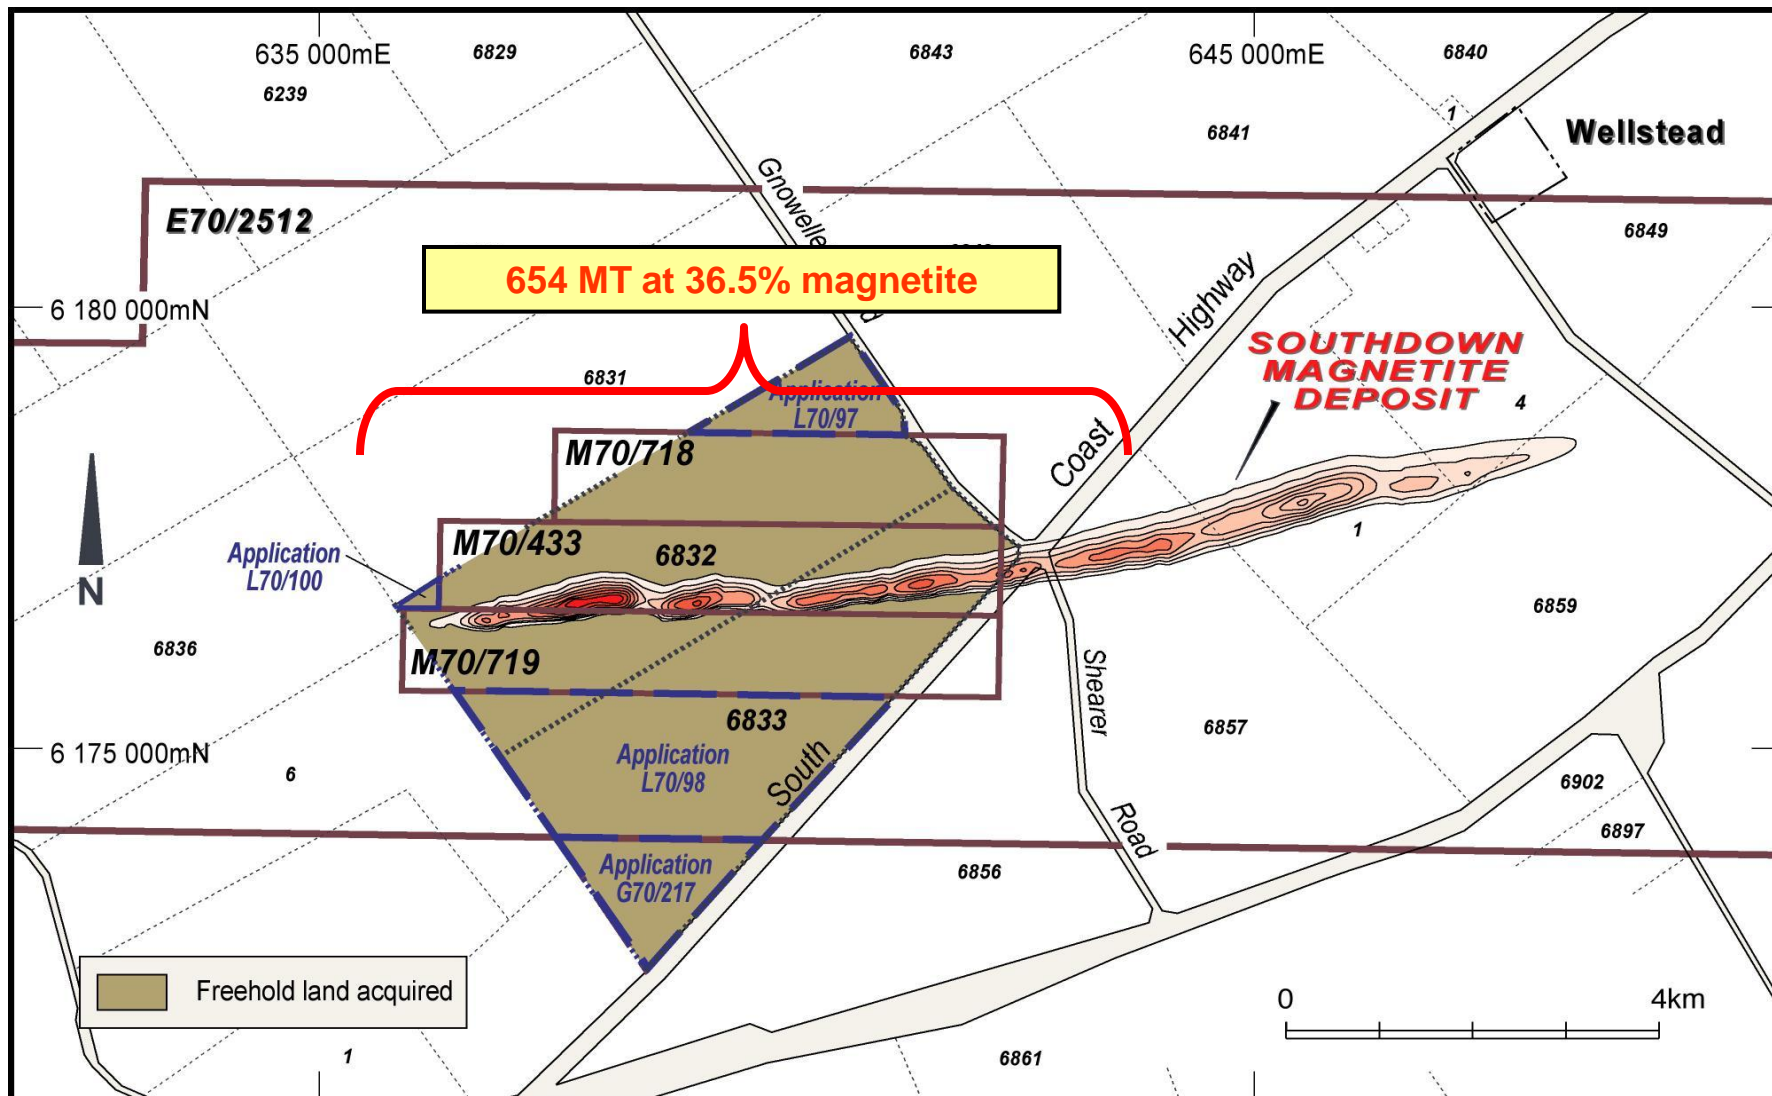 635 000mE
6829
6843
645 000mE
6840
6239
1
6841
Wellstead
E70/2512
6849
654 MT at 36.5% magnetite
Highway
6 180 000mN
SOUTHDOWN
MAGNETITE
DEPOSIT
6831
Application
L70/97
4
Coast
M70/718
M70/433
6832
1
Application
L70/100
N
6859
6836
M70/719
Shearer
6833
6857
6 175 000mN
6
Application
L70/98
South
6902
6897
Road
Application
G70/217
6856
Freehold land acquired
0
4km
1
6861